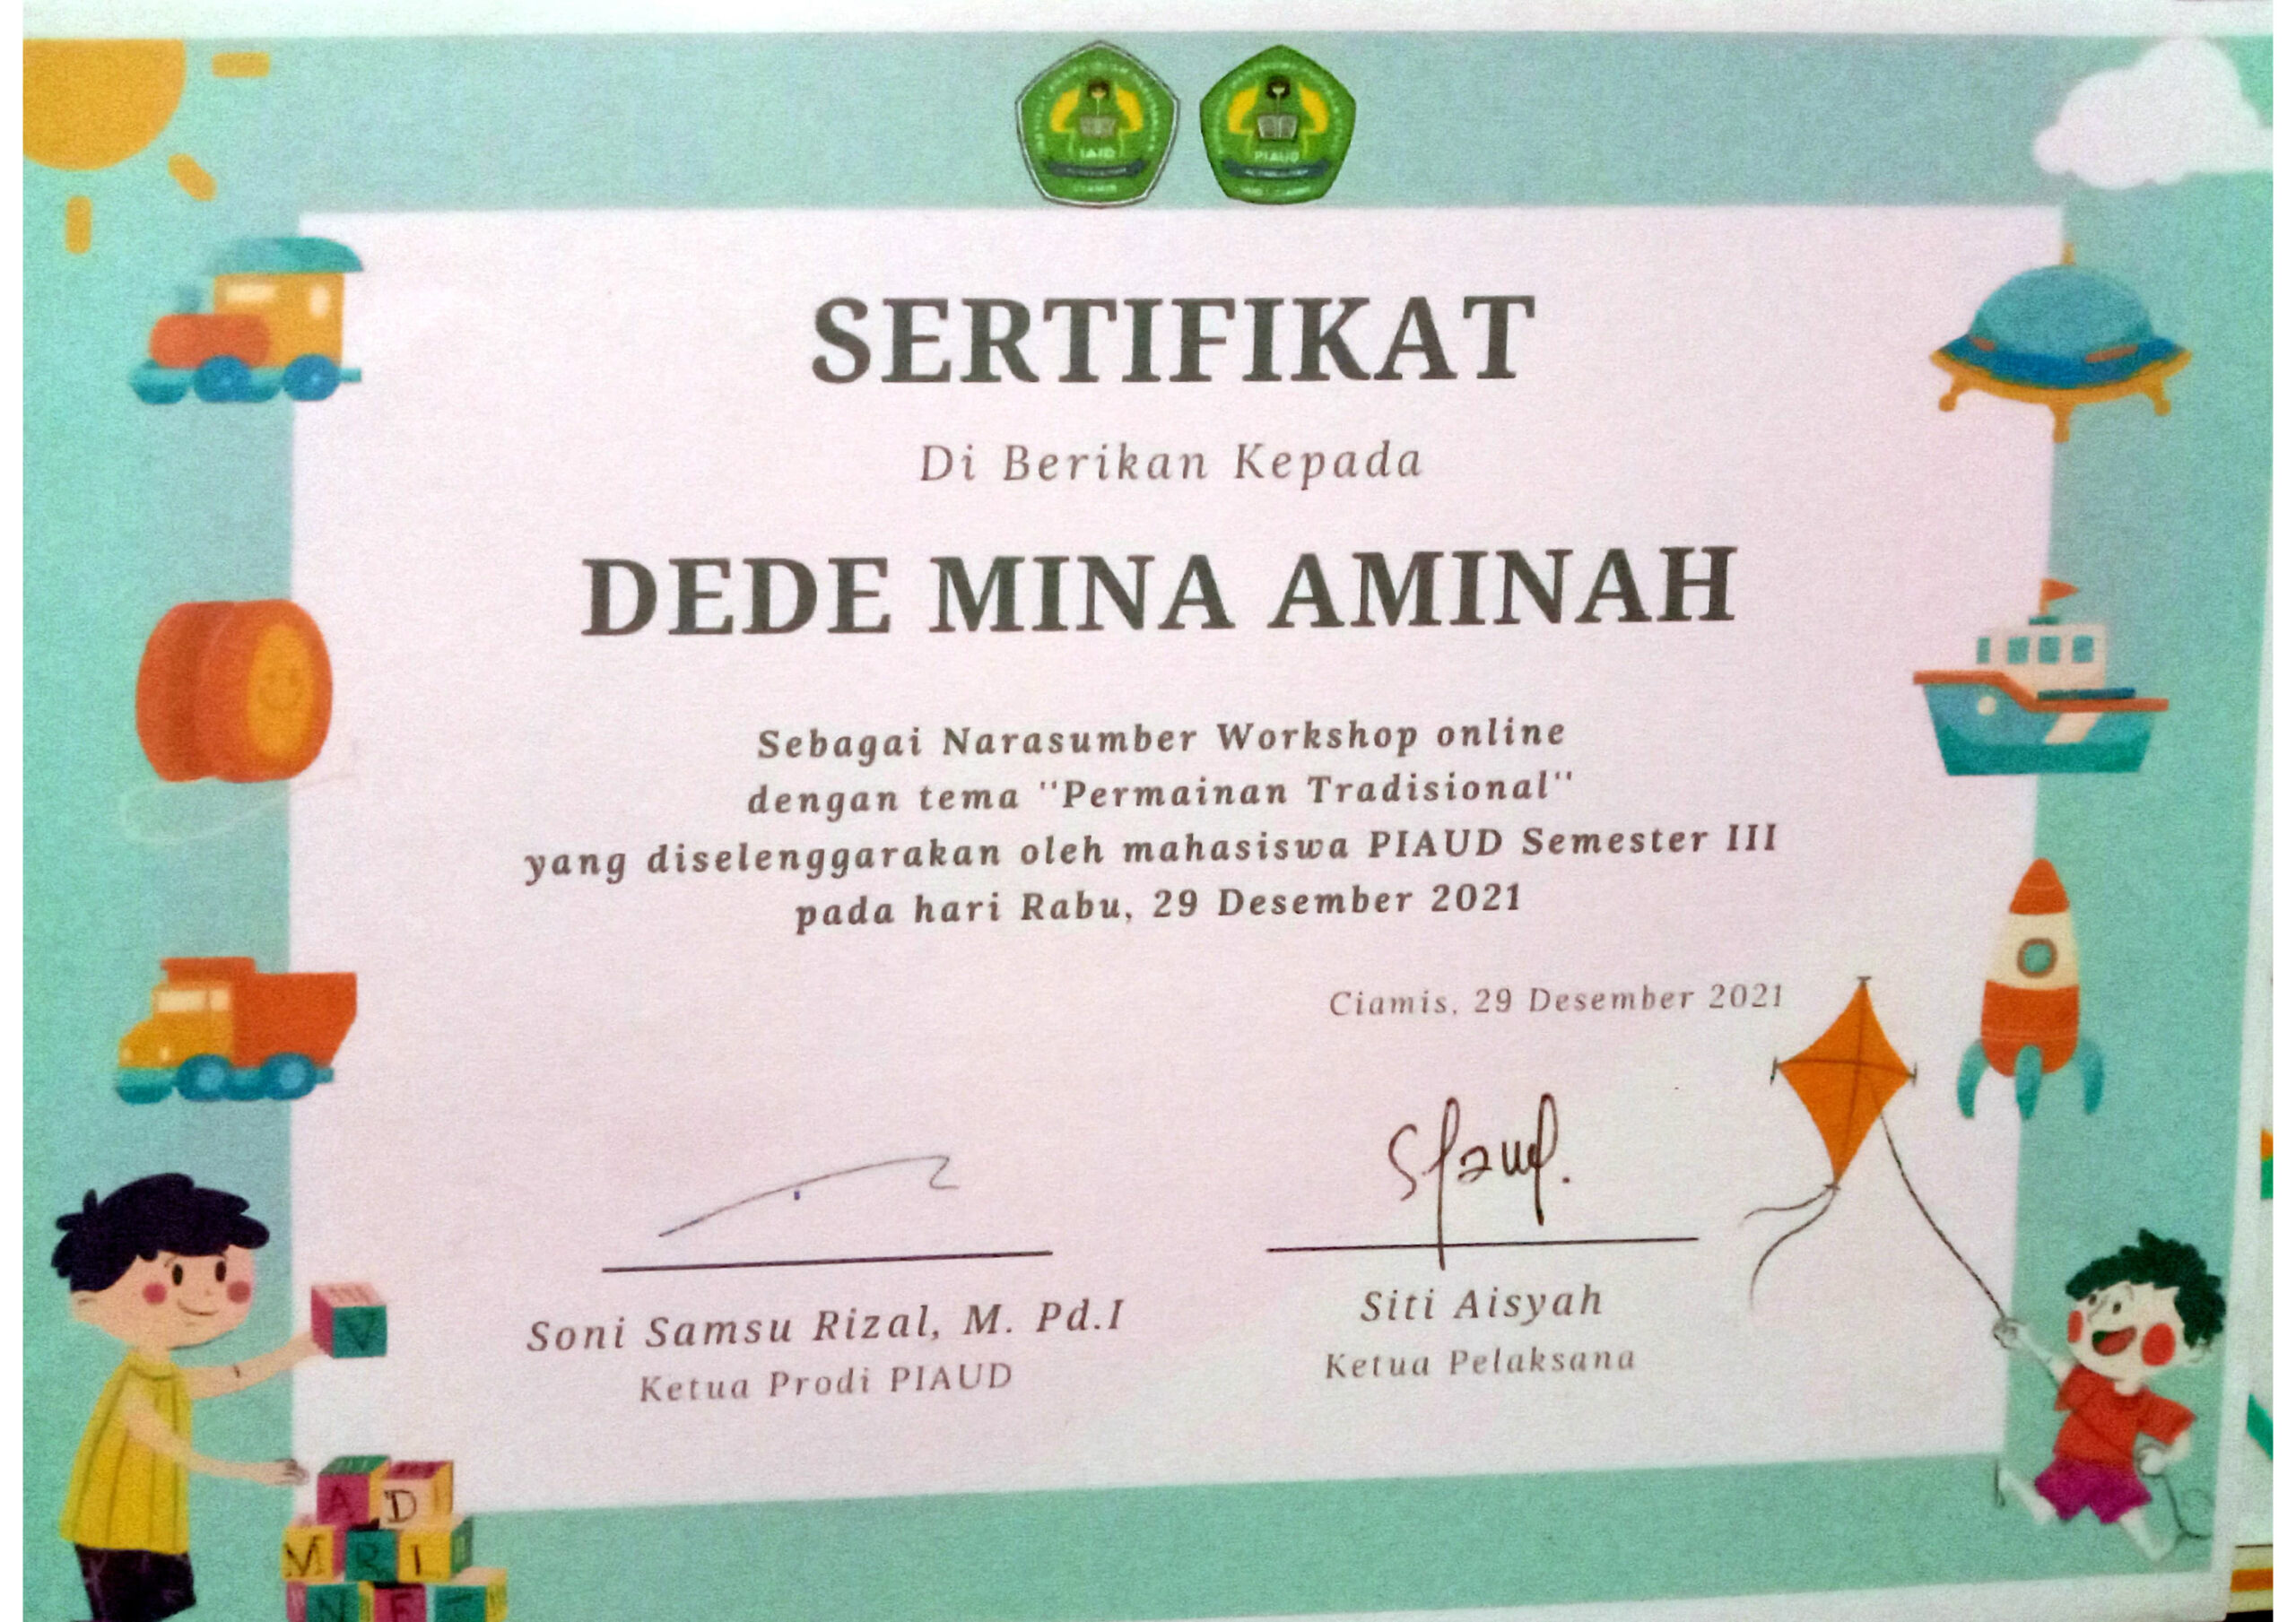 IAID
PIAUD
SERTIFIKAT
Di Berikan Kepada
DEDE MINA AMINAH
Sebagai Narasumber Workshop online
dengan tema "Permainan Tradisional"
yang diselenggarakan oleh mahasiswa PIAUD Semester III
pada hari Rabu, 29 Desember 2021
Ciamis, 29 Desember 2021
Soni Samsu Rizal, M. Pd.I
Ketua Prodi PIAUD
Siti Aisyah
Ketua Pelaksana
V
A D
M R I
N E